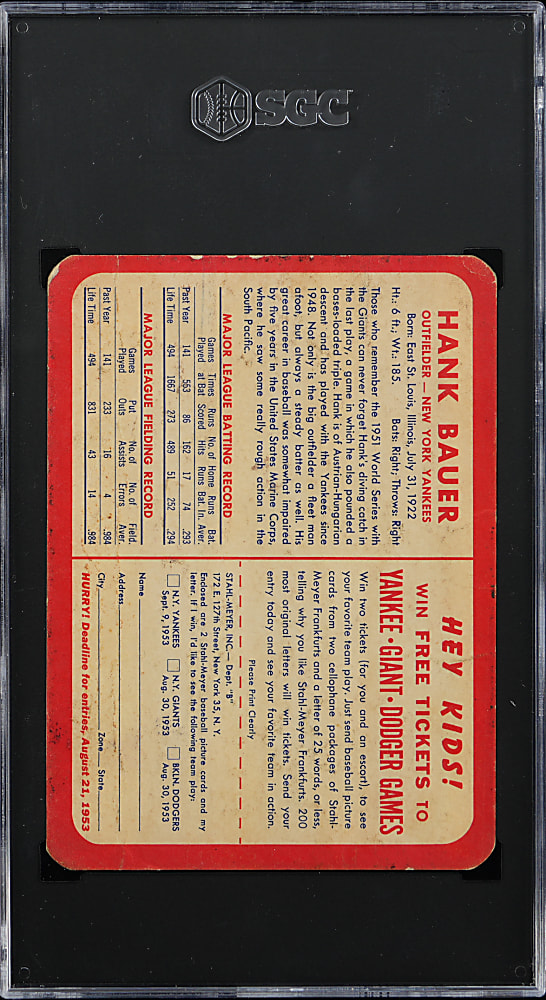 SGC
HANK BAUER
OUTFIELDER — NEW YORK YANKEES
Born: East St. Louis, Illinois, July 31, 1922
Ht.: 6 ft.; Wt.: 185. Bats: Right; Throws: Right
Those who remember the 1951 World Series with
the Giants can never forget Hank's diving catch in
the last play, a game in which he also pounded a
bases-loaded triple. Hank is of Austrian-Hungarian
descent and has played with the Yankees since
1948. Not only is the big outfielder a fleet man
afoot, but always a steady batter as well. His
great career in baseball was somewhat impaired
by five years in the United States Marine Corps,
where he saw some really rough action in the
South Pacific.
MAJOR LEAGUE BATTING RECORD
Games Times Runs No. of Home Runs Bat.
Played at Bat Scored Hits Runs Bat. In. Aver.
Past Year 141 553 86 162 17 74 .293
Life Time 494 1667 273 489 51 252 .294
MAJOR LEAGUE FIELDING RECORD
Games Put No. of No. of Field.
Played Outs Assists Errors Aver.
Past Year 141 233 16 4 .984
Life Time 494 831 43 14 .984
HEY KIDS!
WIN FREE TICKETS TO
YANKEE · GIANT · DODGER GAMES
Win two tickets (for you and an escort), to see
your favorite team play. Just send baseball picture
cards from two cellophane packages of Stahl-
Meyer Frankfurts and a letter of 25 words, or less,
telling why you like Stahl-Meyer Frankfurts. 200
most original letters will win tickets. Send your
entry today and see your favorite team in action.
Please Print Clearly
STAHL-MEYER, INC.— Dept. "B"
172 E. 127th Street, New York 35, N. Y.
Enclosed are 2 Stahl-Meyer baseball picture cards and my
letter. If I win, I'd like to see the following team play:
N.Y. YANKEES N.Y. GIANTS BKLN. DODGERS
Sept. 9, 1953 Aug. 30, 1953 Aug. 30, 1953
Name
Address
City Zone State
HURRY! Deadline for entries, August 21, 1953